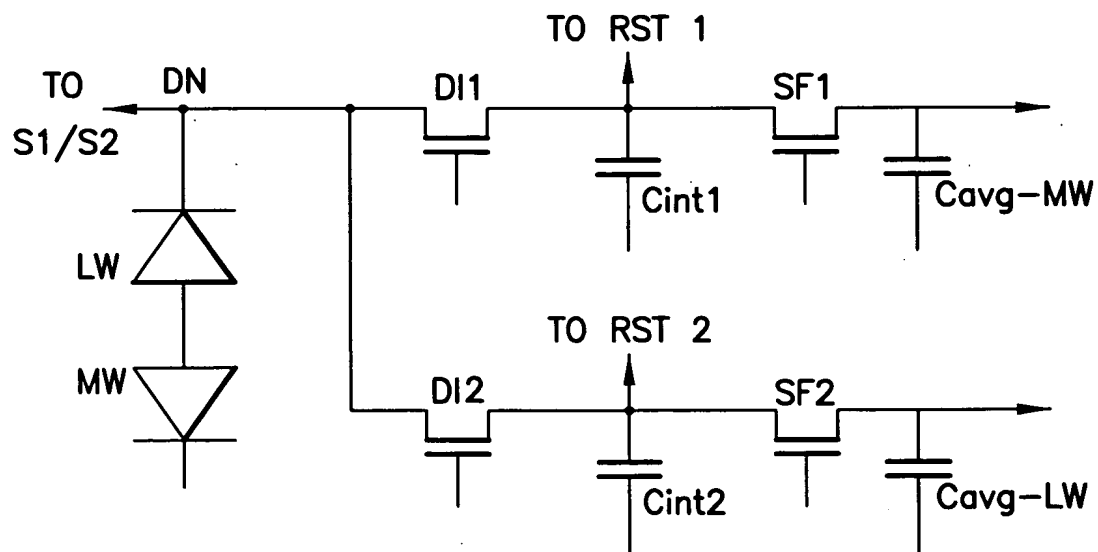 TO RST 1
TO
S1/S2
DN
DI1
SF1
Cint1
Cavg-MW
LW
MW
TO RST 2
DI2
SF2
Cint2
Cavg-LW